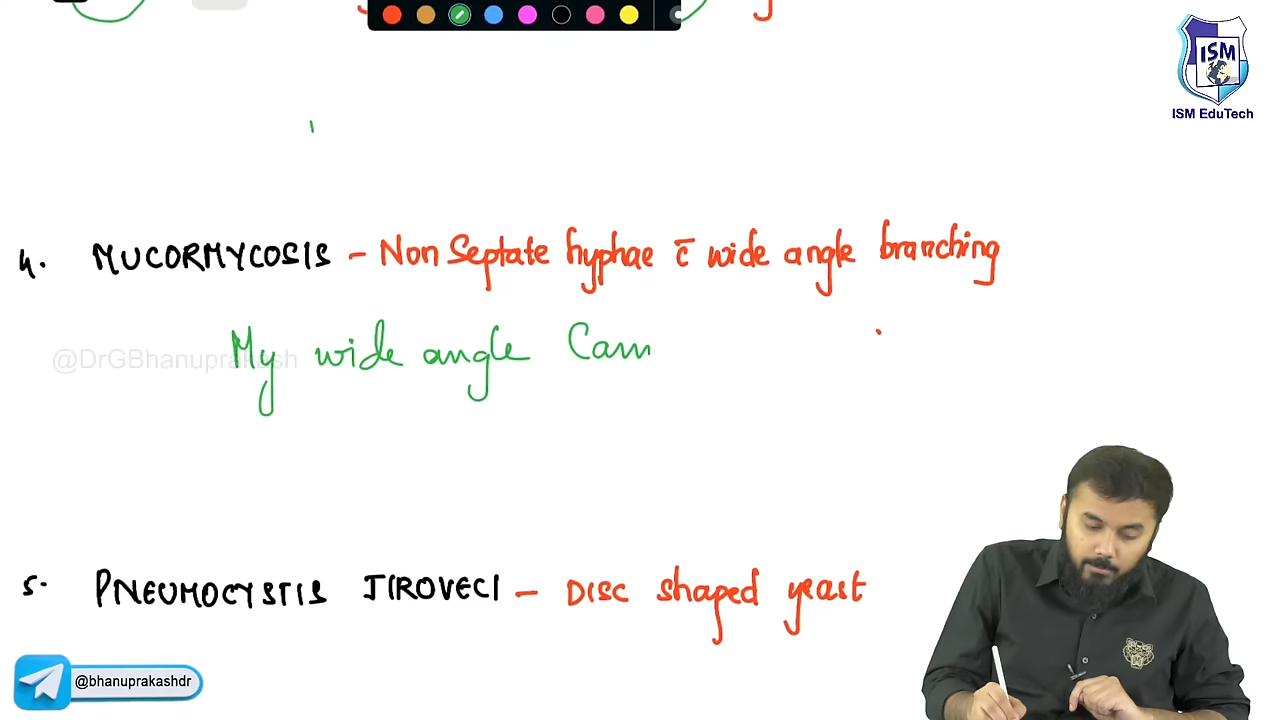 ISM
ISM EduTech
4. MUCORMYCOSIS - Non Septate hyphae c̄ wide angle branching
My wide angle Cam
@DrGBhanuprakash
5. PNEUMOCYSTIS JIROVECI - DISC shaped yeast
@bhanuprakashdr